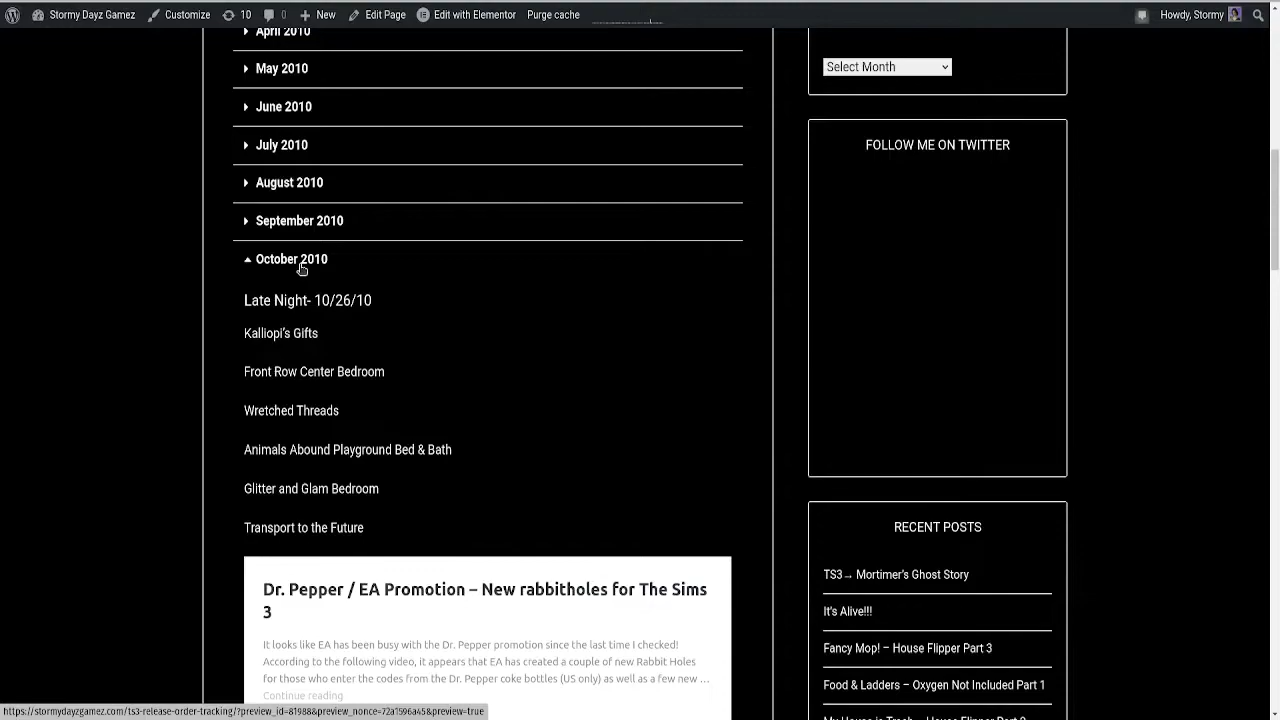 Stormy Dayz Gamez Customize 10 0 New Edit Page Edit with Elementor Purge cache Howdy, Stormy
April 2010
May 2010
June 2010
July 2010
August 2010
September 2010
October 2010
Late Night- 10/26/10
Kalliopi's Gifts
Front Row Center Bedroom
Wretched Threads
Animals Abound Playground Bed & Bath
Glitter and Glam Bedroom
Transport to the Future
Dr. Pepper / EA Promotion – New rabbitholes for The Sims
3
It looks like EA has been busy with the Dr. Pepper promotion since the last time I checked!
According to the following video, it appears that EA has created a couple of new Rabbit Holes
for those who enter the codes from the Dr. Pepper coke bottles (US only) as well as a few new ...
Continue reading
Select Month
FOLLOW ME ON TWITTER
RECENT POSTS
TS3→ Mortimer's Ghost Story
It's Alive!!!
Fancy Mop! – House Flipper Part 3
Food & Ladders – Oxygen Not Included Part 1
My House is Trash – House Flipper Part 2
https://stormydayzgamez.com/ts3-release-order-tracking/?preview_id=81988&preview_nonce=72a1596a45&preview=true